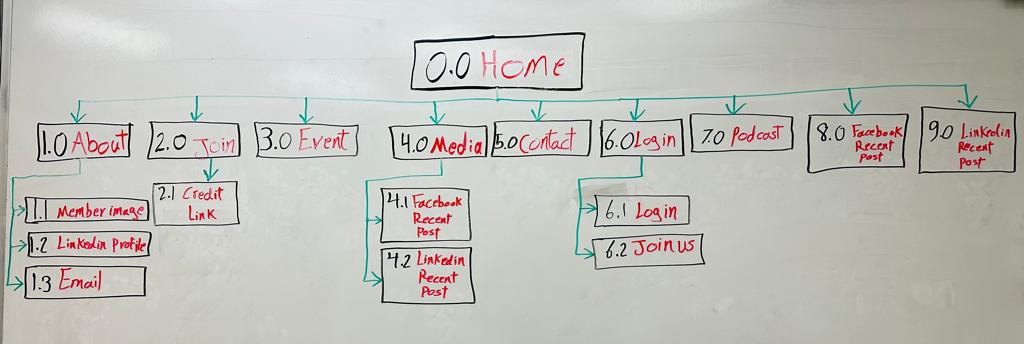 0.0 Home
1.0 About
2.0 Join
3.0 Event
4.0 Media
5.0 Contact
6.0 Login
7.0 Podcast
8.0 Facebook
Recent
Post
9.0 Linkedin
Recent
Post
1.1 Member image
1.2 Linkedin Profile
1.3 Email
2.1 Credit
Link
4.1 Facebook
Recent
Post
4.2 Linkedin
Recent
Post
6.1 Login
6.2 Join us